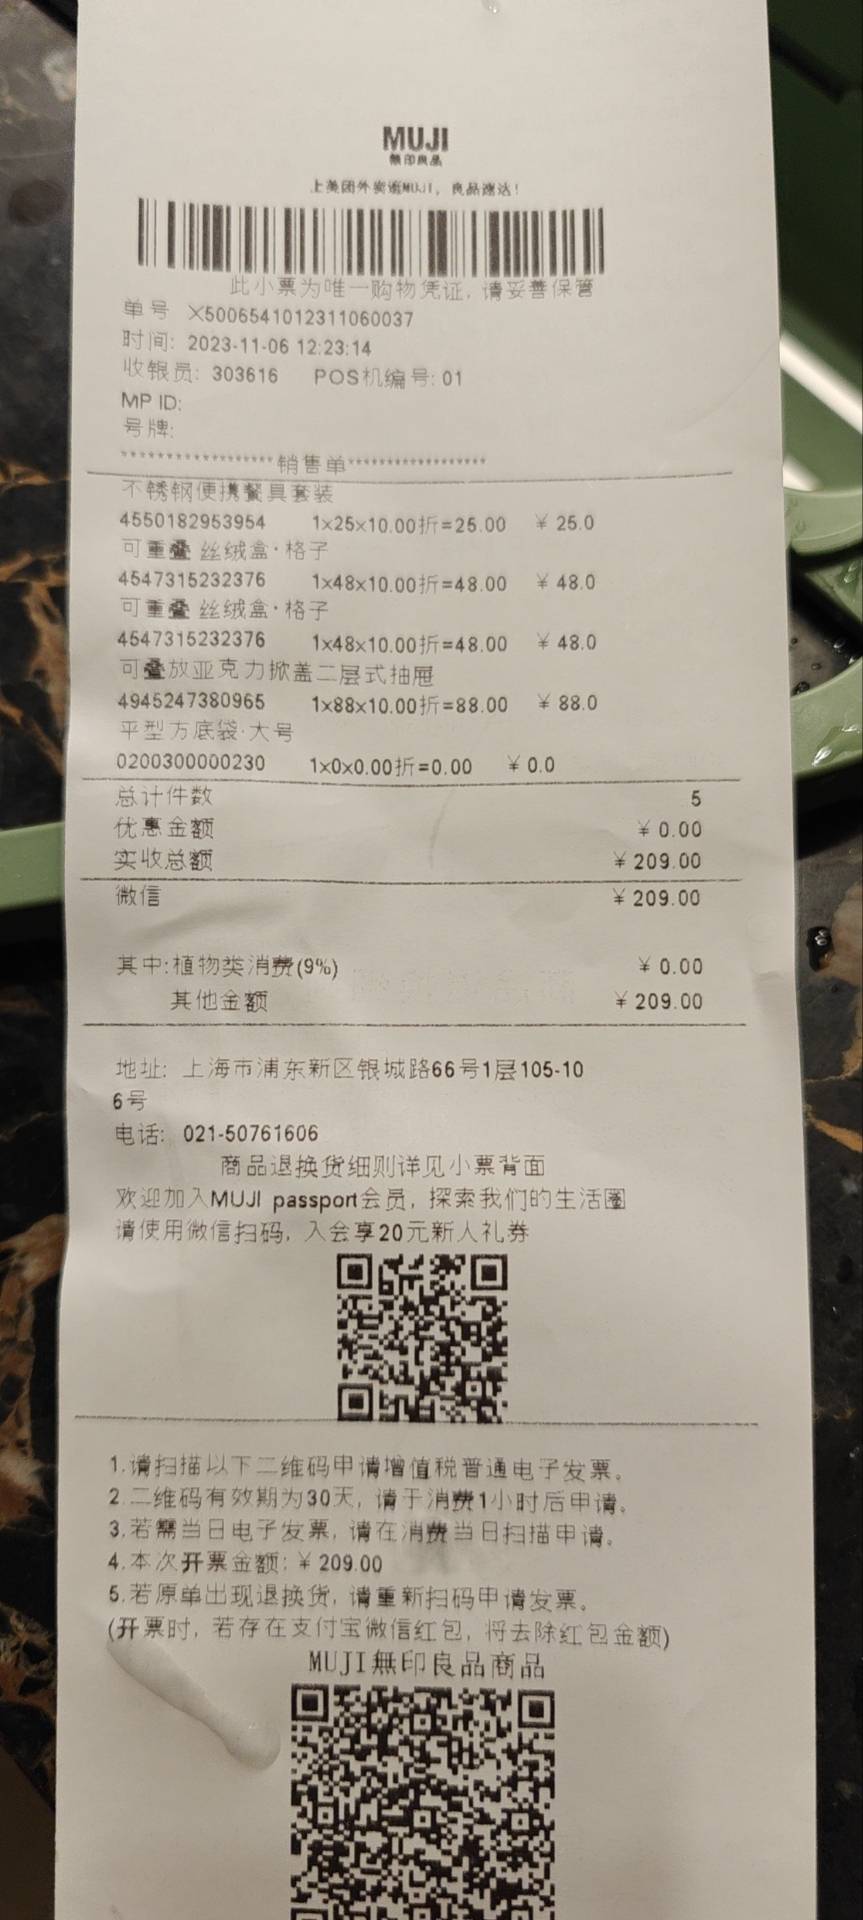 MUJI
無印良品
上美团外卖逛MUJI，良品速达！
此小票为唯一购物凭证，请妥善保管
单号 X5006541012311060037
时间: 2023-11-06 12:23:14
收银员: 303616 POS机编号: 01
MP ID:
号牌:
******************销售单*****************
不锈钢便携餐具套装
4550182953954 1x25x10.00折=25.00 ￥25.0
可重叠 丝绒盒·格子
4547315232376 1x48x10.00折=48.00 ￥48.0
可重叠 丝绒盒·格子
4547315232376 1x48x10.00折=48.00 ￥48.0
可叠放亚克力掀盖二层式抽屉
4945247380965 1x88x10.00折=88.00 ￥88.0
平型方底袋·大号
0200300000230 1x0x0.00折=0.00 ￥0.0
总计件数 5
优惠金额 ￥0.00
实收总额 ￥209.00
微信 ￥209.00
其中:植物类消费(9%) ￥0.00
其他金额 ￥209.00
地址: 上海市浦东新区银城路66号1层105-10
6号
电话: 021-50761606
商品退换货细则详见小票背面
欢迎加入MUJI passport会员，探索我们的生活圈
请使用微信扫码，入会享20元新人礼券
1.请扫描以下二维码申请增值税普通电子发票。
2.二维码有效期为30天，请于消费1小时后申请。
3.若需当日电子发票，请在消费当日扫描申请。
4.本次开票金额: ￥209.00
5.若原单出现退换货，请重新扫码申请发票。
(开票时，若存在支付宝微信红包，将去除红包金额)
MUJI無印良品商品